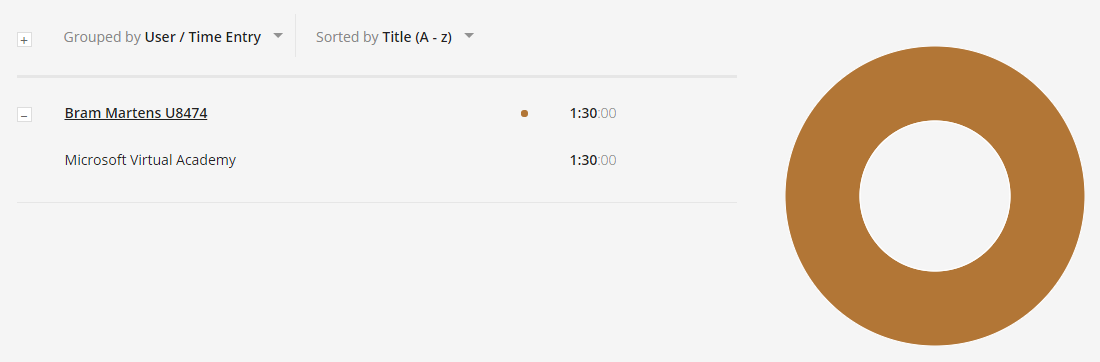 Grouped by User / Time Entry Sorted by Title (A - z)
Bram Martens U8474 1:30:00
Microsoft Virtual Academy 1:30:00